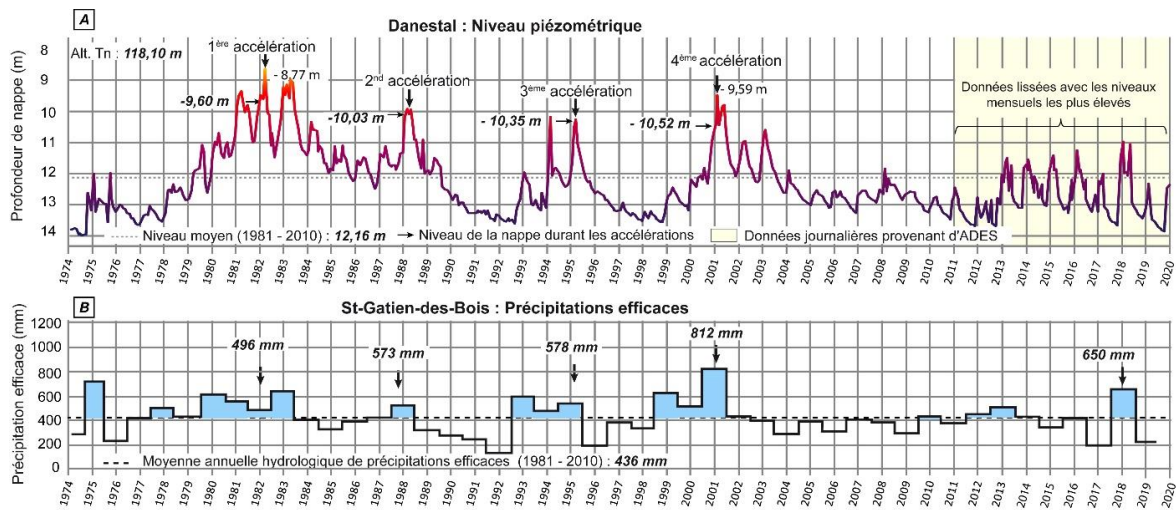 A
Danestal : Niveau piézométrique
Alt. Tn : 118,10 m
1ère accélération
- 8,77 m
-9,60 m
2nd accélération
-10,03 m
3ème accélération
- 10,35 m
4ème accélération
- 9,59 m
- 10,52 m
Données lissées avec les niveaux
mensuels les plus élevés
Profondeur de nappe (m)
8
9
10
11
12
13
14
Niveau moyen (1981 - 2010) : 12,16 m
Niveau de la nappe durant les accélérations
Données journalières provenant d'ADES
1974 1975 1976 1977 1978 1979 1980 1981 1982 1983 1984 1985 1986 1987 1988 1989 1990 1991 1992 1993 1994 1995 1996 1997 1998 1999 2000 2001 2002 2003 2004 2005 2006 2007 2008 2009 2010 2011 2012 2013 2014 2015 2016 2017 2018 2019 2020
B
St-Gatien-des-Bois : Précipitations efficaces
Précipitation efficace (mm)
1200
1000
800
600
400
200
0
496 mm
573 mm
578 mm
812 mm
650 mm
Moyenne annuelle hydrologique de précipitations efficaces (1981 - 2010) : 436 mm
1974 1975 1976 1977 1978 1979 1980 1981 1982 1983 1984 1985 1986 1987 1988 1989 1990 1991 1992 1993 1994 1995 1996 1997 1998 1999 2000 2001 2002 2003 2004 2005 2006 2007 2008 2009 2010 2011 2012 2013 2014 2015 2016 2017 2018 2019 2020